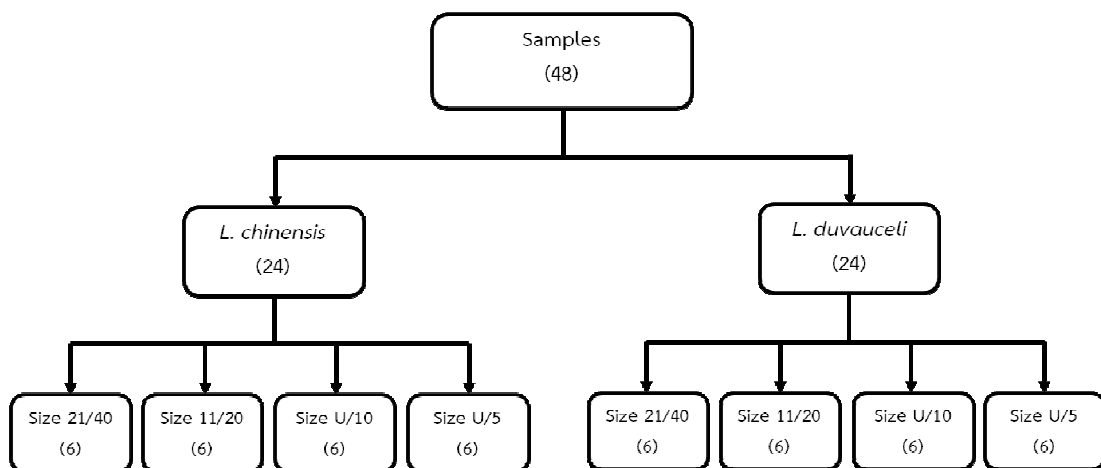 Samples
(48)
L. chinensis
(24)
L. duvauceli
(24)
Size 21/40
(6)
Size 11/20
(6)
Size U/10
(6)
Size U/5
(6)
Size 21/40
(6)
Size 11/20
(6)
Size U/10
(6)
Size U/5
(6)